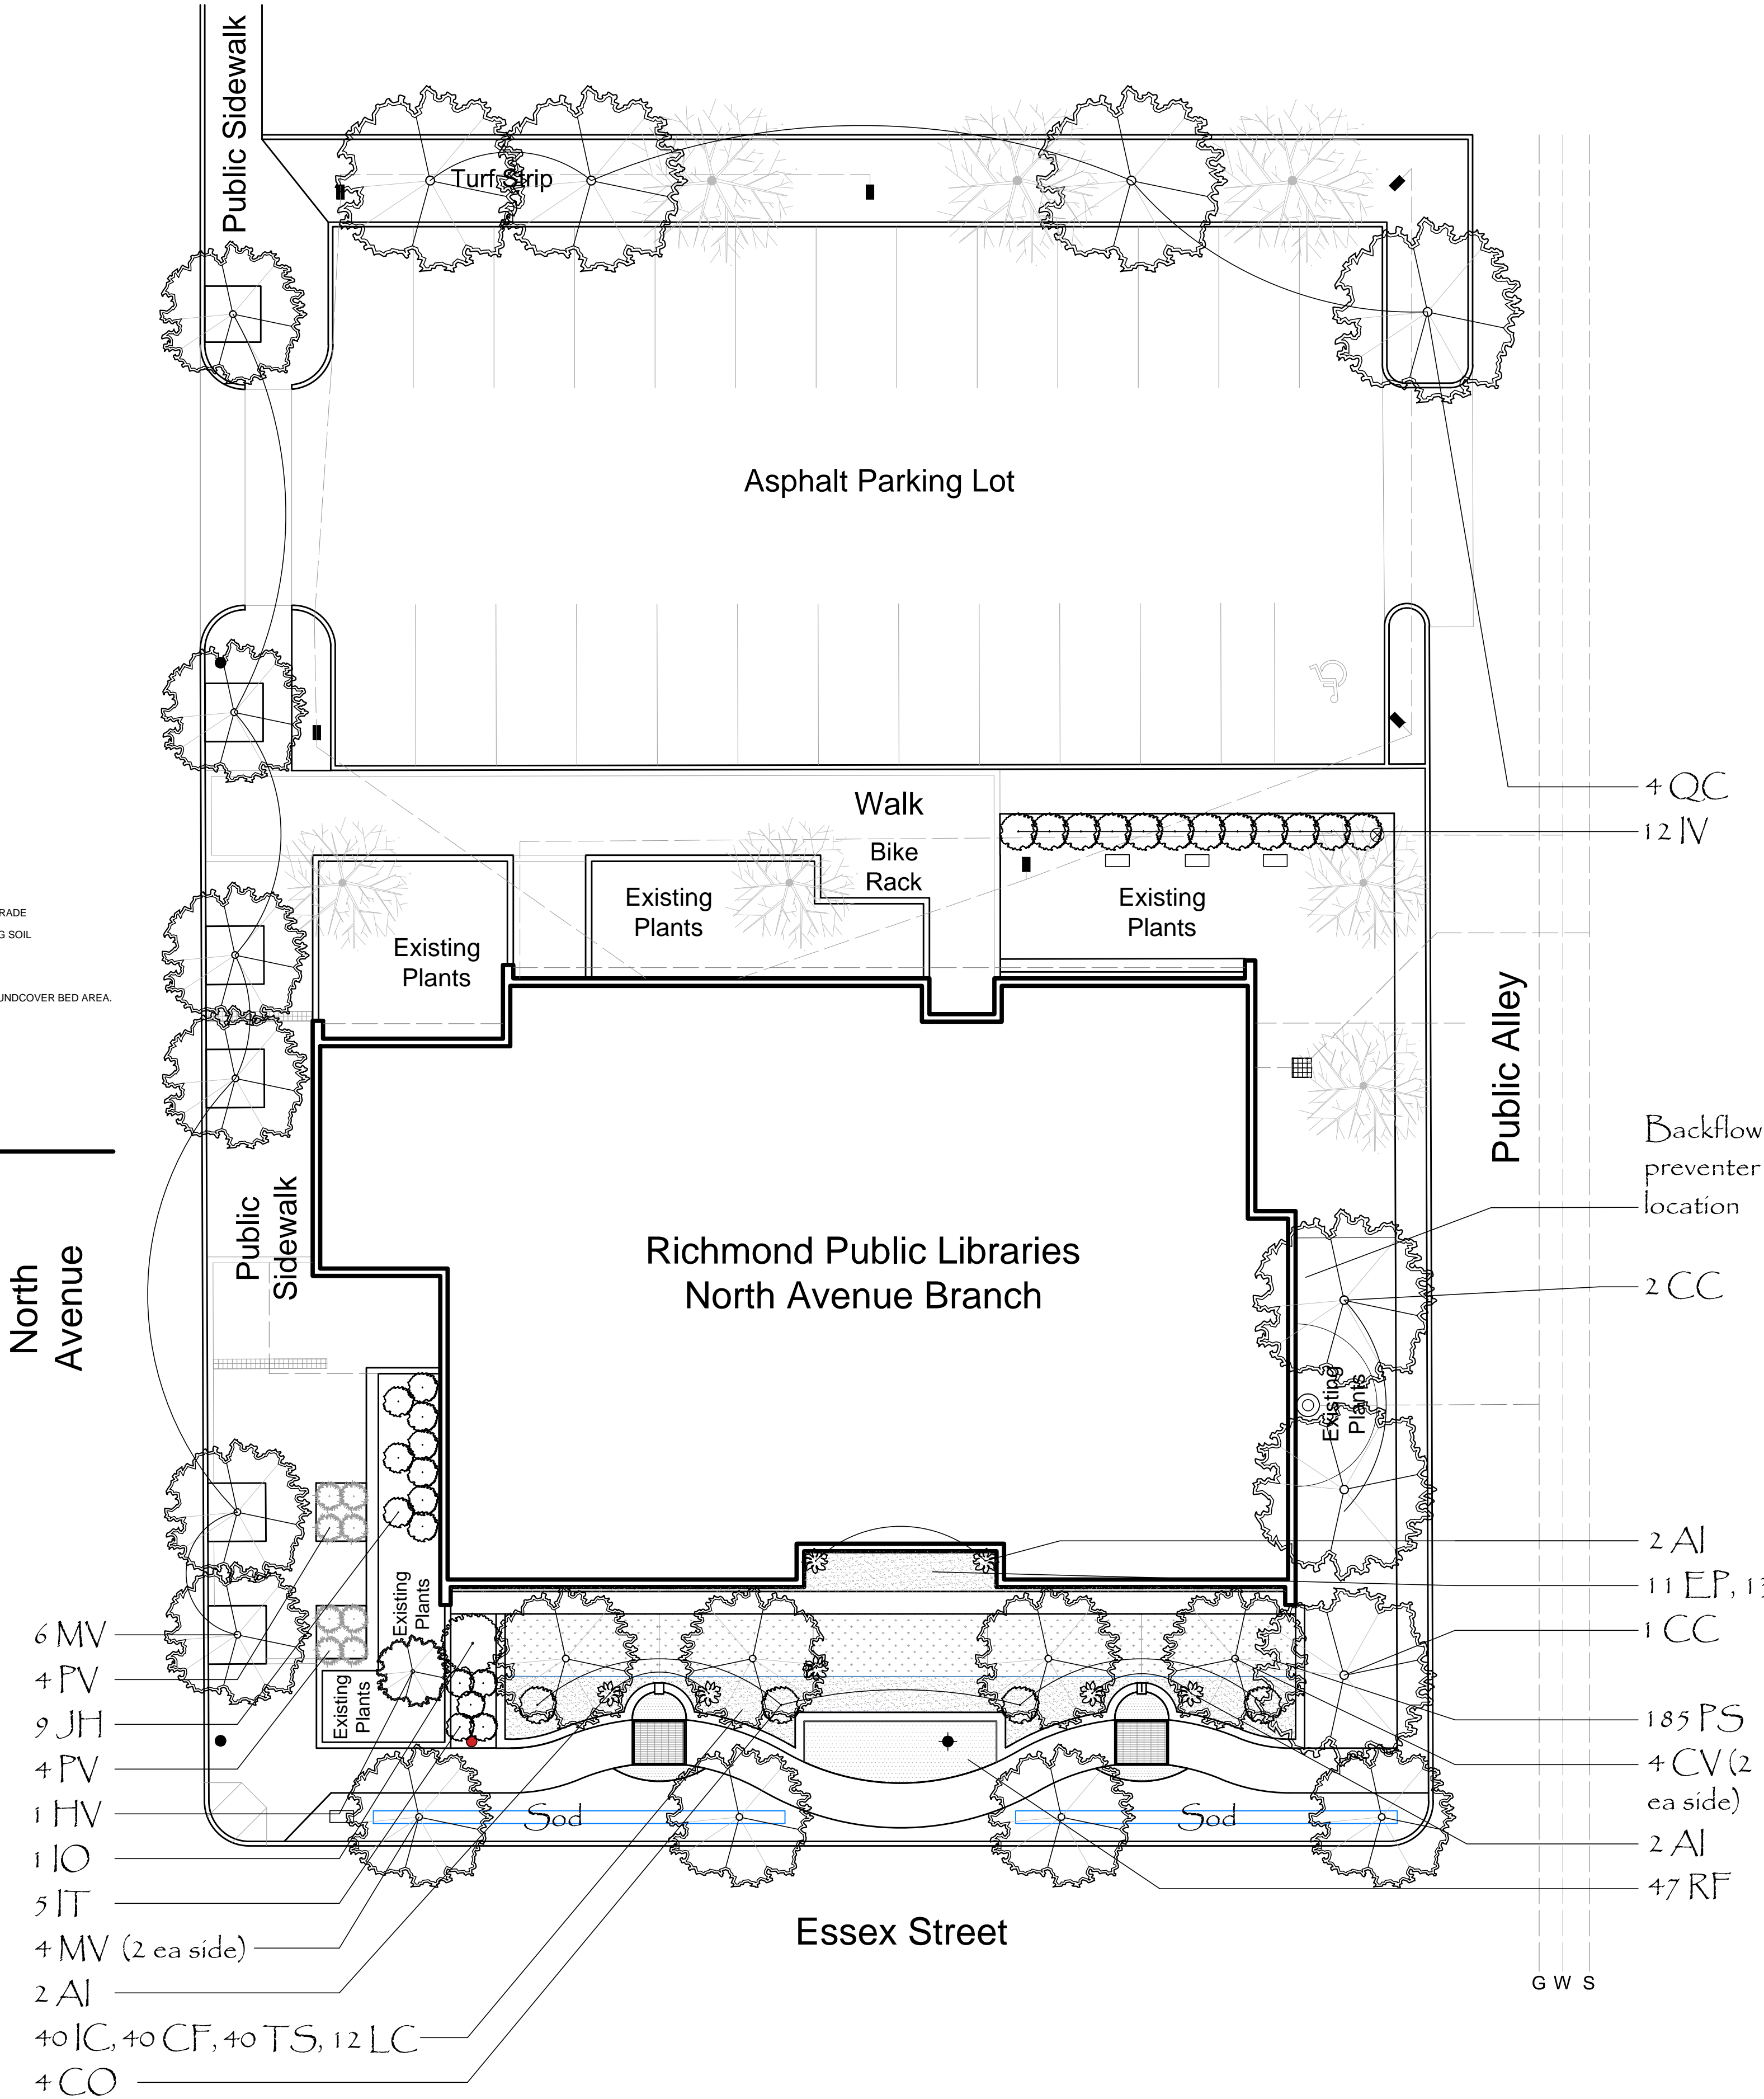 Public Sidewalk
Turf Strip
Asphalt Parking Lot
4 QC
Walk
12 IV
Bike
Rack
Existing
Plants
Existing
Plants
Existing
Plants
RADE
G SOIL
UNDCOVER BED AREA.
Public Alley
Backflow
preventer
location
Public
Sidewalk
North
Avenue
Richmond Public Libraries
North Avenue Branch
2 CC
Existing
Plants
2 AI
11 EP, 13
1 CC
Existing
Plants
Existing
Plants
6 MV
4 PV
9 JH
4 PV
1 HV
1 IO
5 IT
4 MV (2 ea side)
2 AI
40 IC, 40 CF, 40 TS, 12 LC
4 CO
185 PS
4 CV (2
ea side)
2 AI
47 RF
Sod
Sod
Essex Street
G W S